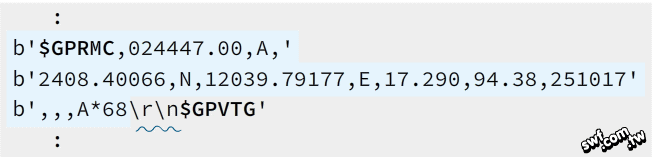 :
b'$GPRMC,024447.00,A,'
b'2408.40066,N,12039.79177,E,17.290,94.38,251017'
b',,,A*68\r\n$GPVTG'
:
swf.com.tw